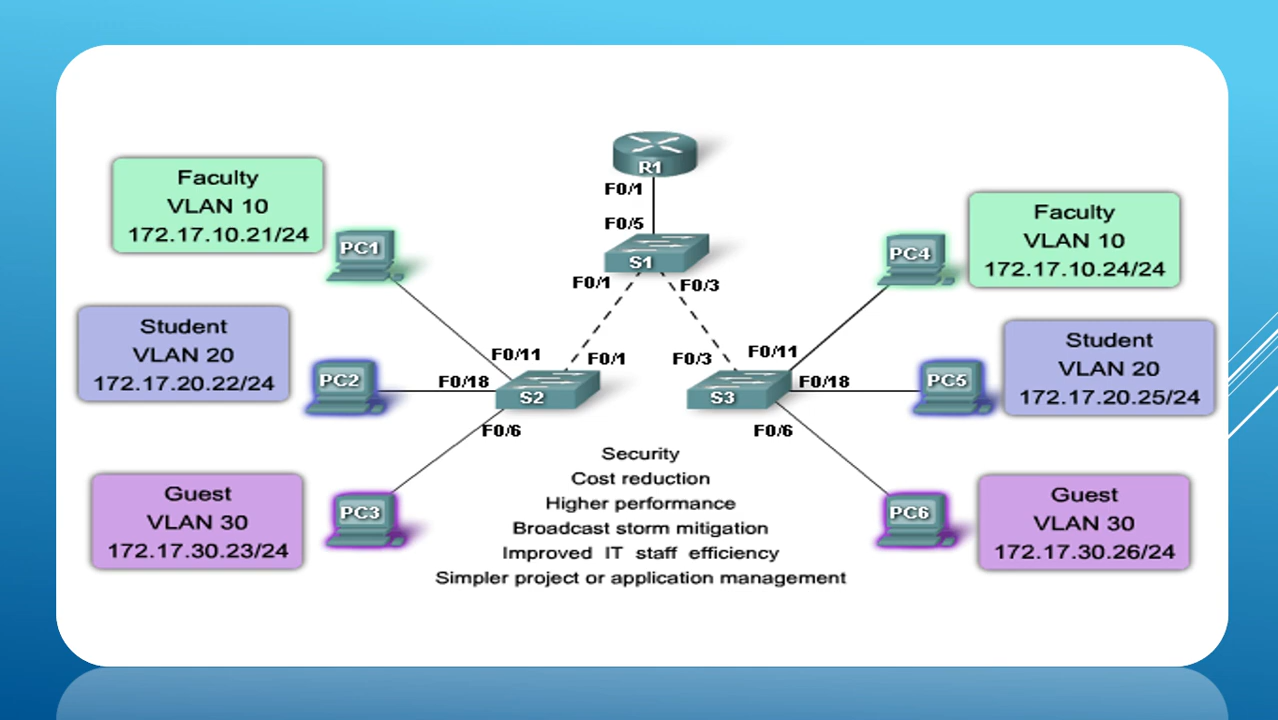 R1
F0/1
F0/5
S1
F0/1
F0/3
Faculty
VLAN 10
172.17.10.21/24
PC1
Faculty
VLAN 10
172.17.10.24/24
PC4
Student
VLAN 20
172.17.20.22/24
PC2
F0/11
F0/18
F0/1
S2
F0/6
F0/3
F0/11
F0/18
S3
F0/6
Student
VLAN 20
172.17.20.25/24
PC5
Guest
VLAN 30
172.17.30.23/24
PC3
Security
Cost reduction
Higher performance
Broadcast storm mitigation
Improved IT staff efficiency
Simpler project or application management
PC6
Guest
VLAN 30
172.17.30.26/24